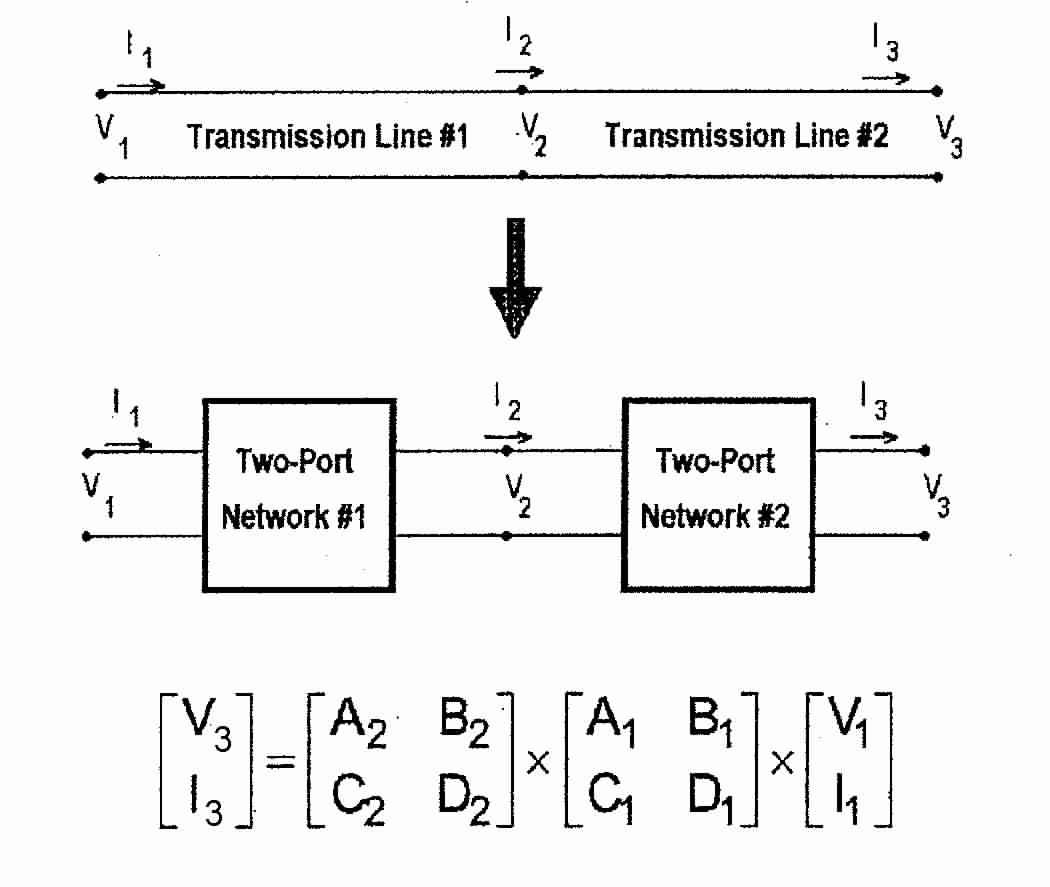 I1 I2 I3
V1 Transmission Line #1 V2 Transmission Line #2 V3
I1 I2 I3
Two-Port Two-Port
V1 V2 V3
Network #1 Network #2
[V3 = [A2 B2 × [A1 B1 × [V1
I3] C2 D2] C1 D1] I1]